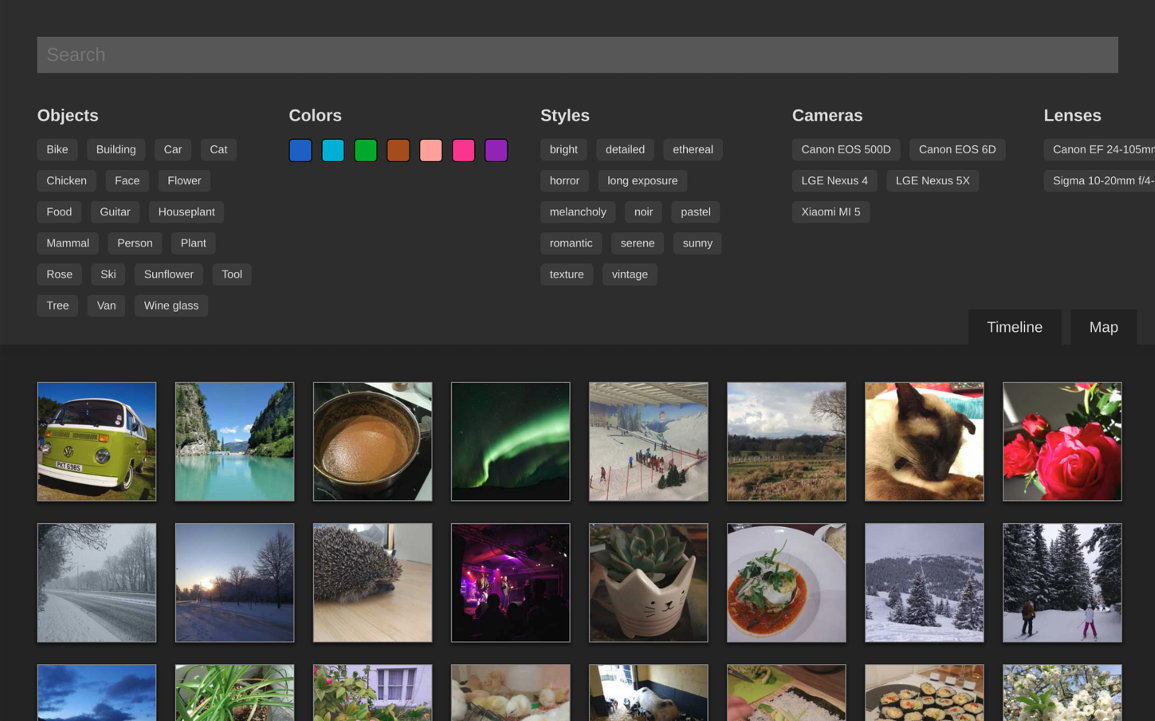 Search
Objects
Bike Building Car Cat
Chicken Face Flower
Food Guitar Houseplant
Mammal Person Plant
Rose Ski Sunflower Tool
Tree Van Wine glass
Colors
Styles
bright detailed ethereal
horror long exposure
melancholy noir pastel
romantic serene sunny
texture vintage
Cameras
Canon EOS 500D Canon EOS 6D
LGE Nexus 4 LGE Nexus 5X
Xiaomi MI 5
Lenses
Canon EF 24-105m
Sigma 10-20mm f/4-
Timeline Map
PKT 698S